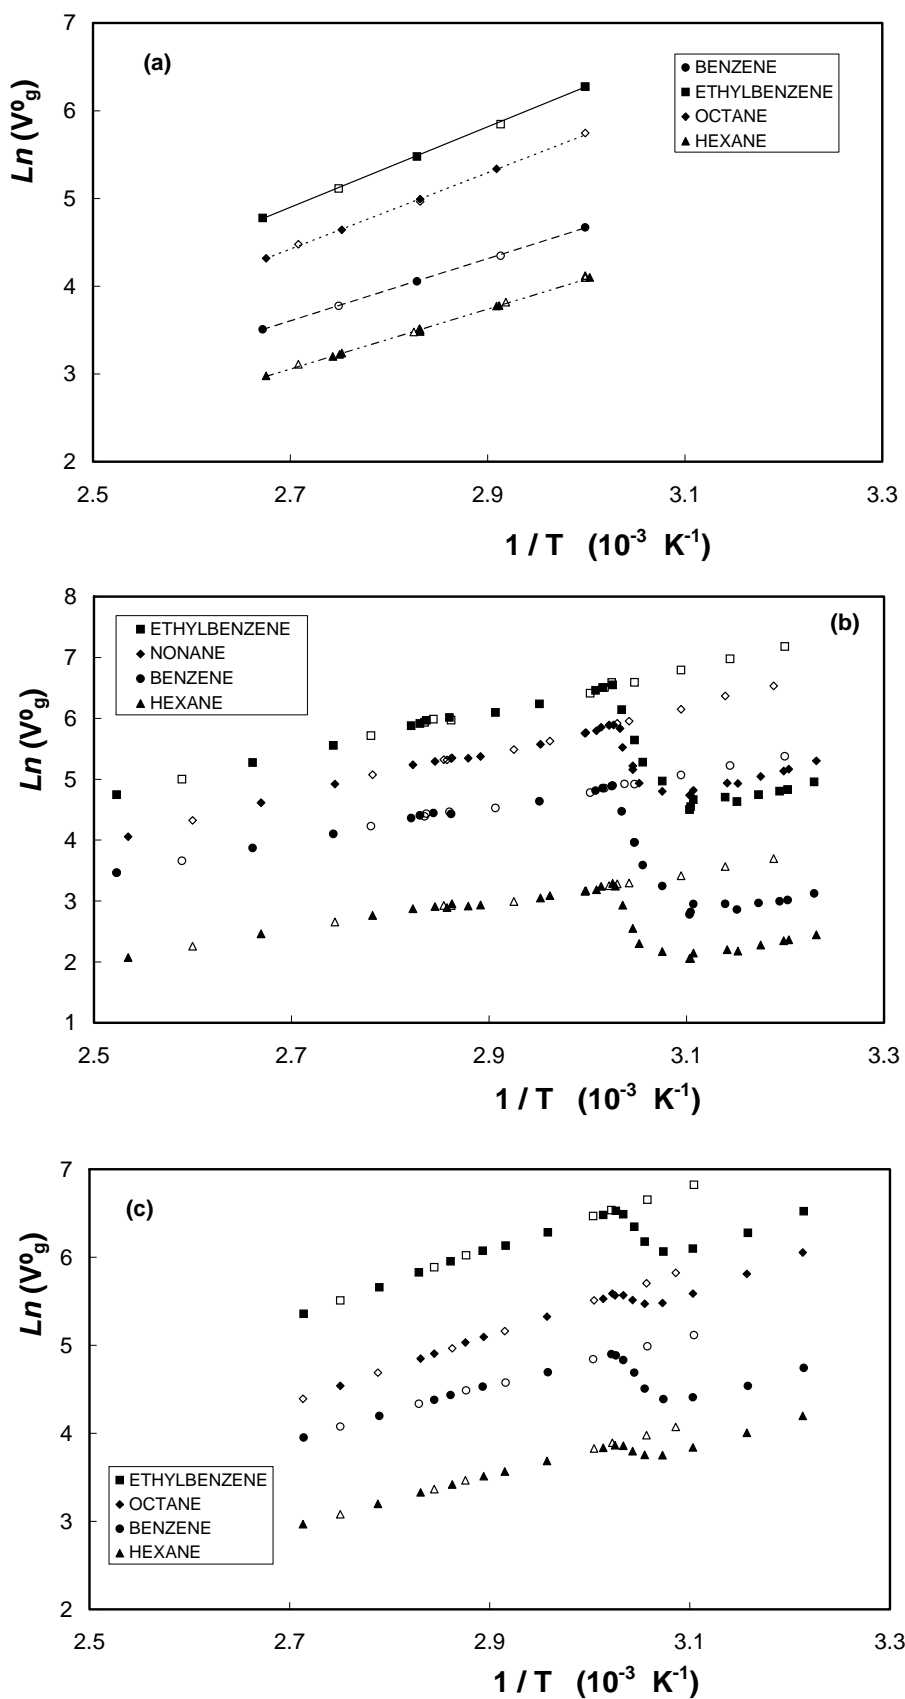 7
(a)
BENZENE
ETHYLBENZENE
OCTANE
HEXANE
6
5
4
3
2
Ln (V⁰g)
2.5 2.7 2.9 3.1 3.3
1 / T (10⁻³ K⁻¹)
8
ETHYLBENZENE
NONANE
BENZENE
HEXANE
(b)
7
6
5
4
3
2
1
Ln (V⁰g)
2.5 2.7 2.9 3.1 3.3
1 / T (10⁻³ K⁻¹)
7
(c)
6
5
4
3
2
Ln (V⁰g)
ETHYLBENZENE
OCTANE
BENZENE
HEXANE
2.5 2.7 2.9 3.1 3.3
1 / T (10⁻³ K⁻¹)